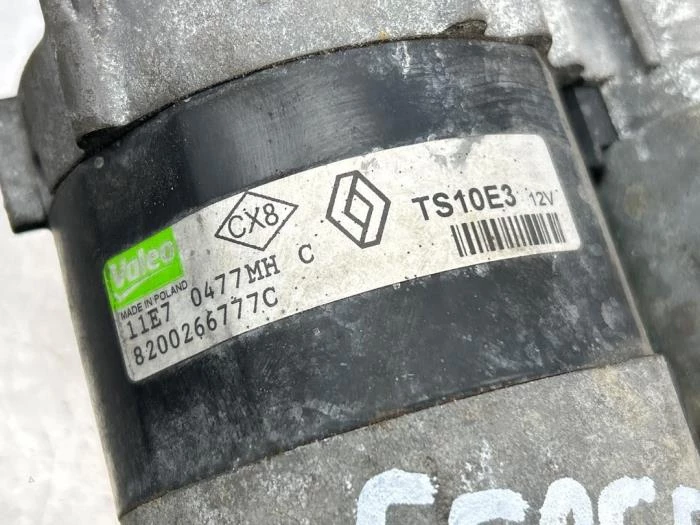 CX8
TS10E3 12V
Valeo
MADE IN POLAND
11E7 0477MH C
8200266777C